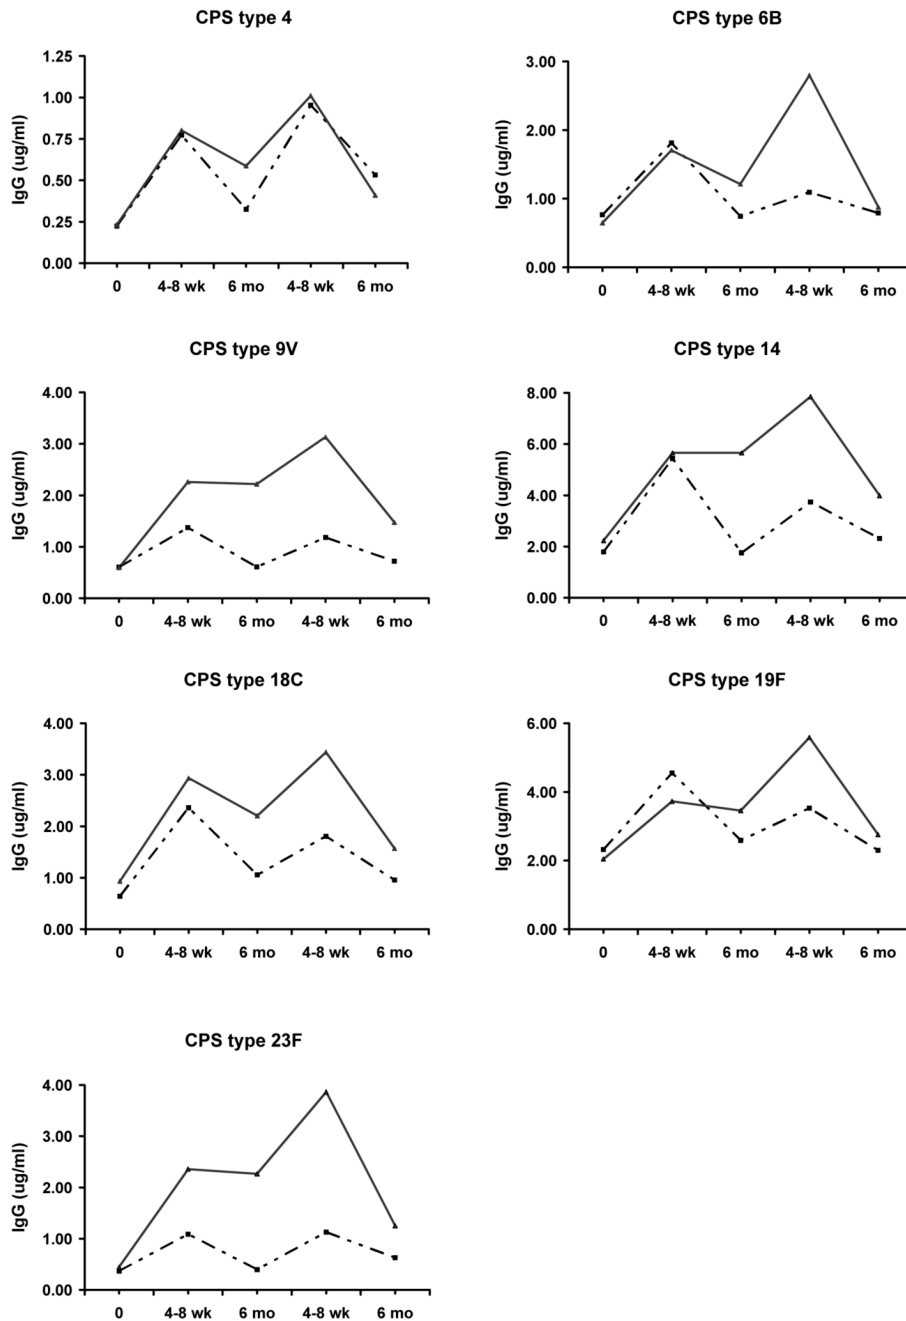 CPS type 4
IgG (ug/ml)
1.25
1.00
0.75
0.50
0.25
0.00
0 4-8 wk 6 mo 4-8 wk 6 mo
CPS type 6B
IgG (ug/ml)
3.00
2.00
1.00
0.00
0 4-8 wk 6 mo 4-8 wk 6 mo
CPS type 9V
IgG (ug/ml)
4.00
3.00
2.00
1.00
0.00
0 4-8 wk 6 mo 4-8 wk 6 mo
CPS type 14
IgG (ug/ml)
8.00
6.00
4.00
2.00
0.00
0 4-8 wk 6 mo 4-8 wk 6 mo
CPS type 18C
IgG (ug/ml)
4.00
3.00
2.00
1.00
0.00
0 4-8 wk 6 mo 4-8 wk 6 mo
CPS type 19F
IgG (ug/ml)
6.00
4.00
2.00
0.00
0 4-8 wk 6 mo 4-8 wk 6 mo
CPS type 23F
IgG (ug/ml)
4.00
3.00
2.00
1.00
0.00
0 4-8 wk 6 mo 4-8 wk 6 mo